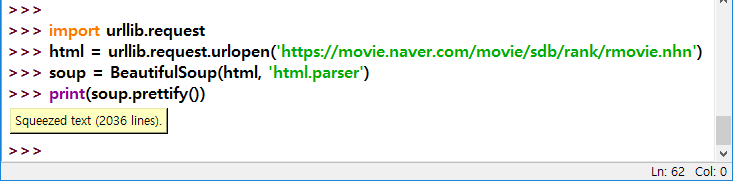 >>>
>>> import urllib.request
>>> html = urllib.request.urlopen('https://movie.naver.com/movie/sdb/rank/rmovie.nhn')
>>> soup = BeautifulSoup(html, 'html.parser')
>>> print(soup.prettify())
Squeezed text (2036 lines).
>>>
Ln: 62 Col: 0